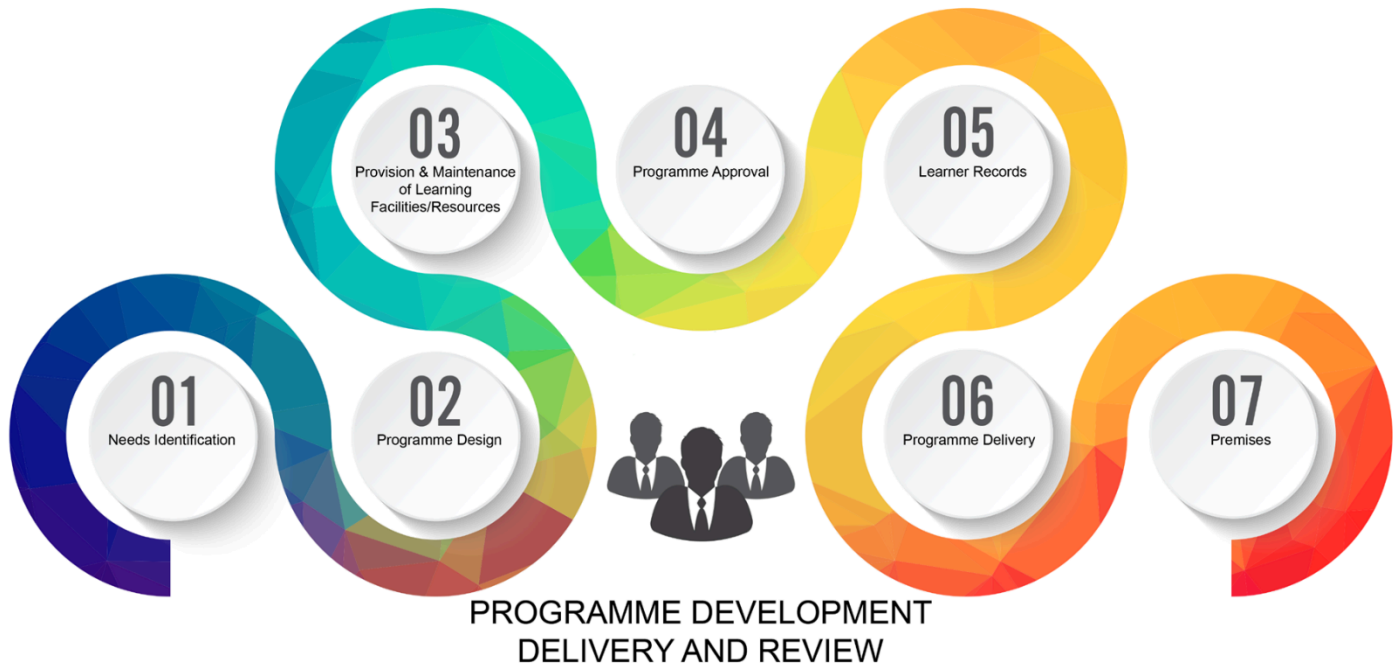 01
Needs Identification
02
Programme Design
03
Provision & Maintenance
of Learning
Facilities/Resources
04
Programme Approval
05
Learner Records
06
Programme Delivery
07
Premises
PROGRAMME DEVELOPMENT
DELIVERY AND REVIEW